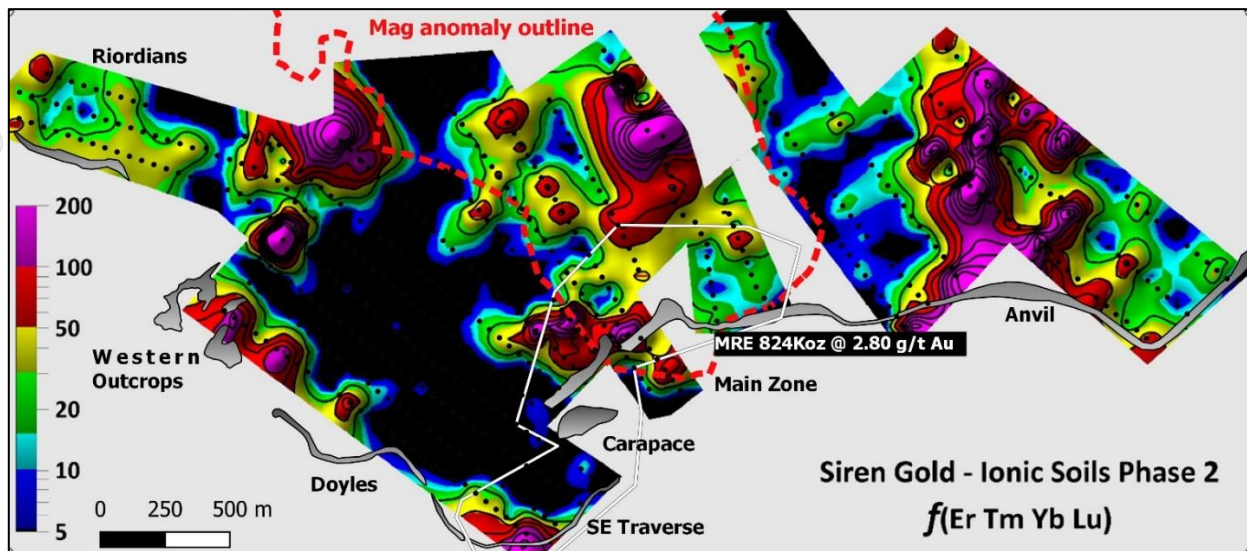 Mag anomaly outline
Riordians
200
100
50
20
10
5
Western
Outcrops
Anvil
MRE 824Koz @ 2.80 g/t Au
Main Zone
Carapace
Doyles
SE Traverse
0 250 500 m
Siren Gold - Ionic Soils Phase 2
f(Er Tm Yb Lu)